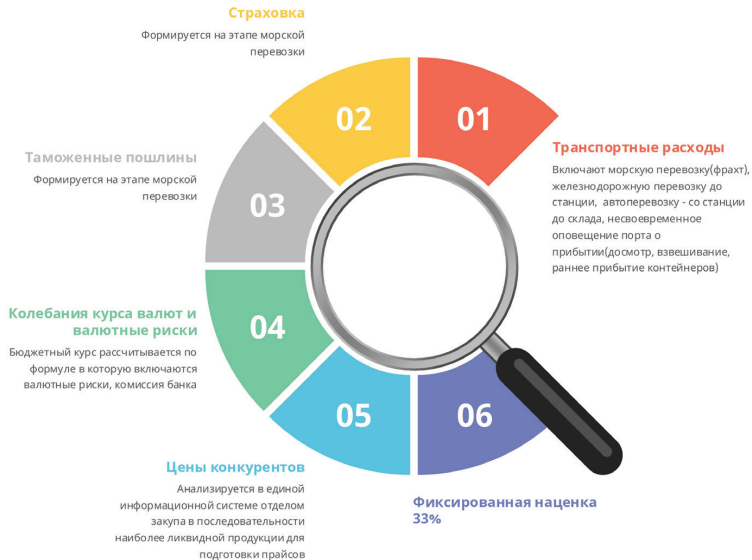 01
Транспортные расходы
Включают морскую перевозку(фрахт),
железнодорожную перевозку до
станции, автоперевозку - со станции
до склада, несвоевременное
оповещение порта о
прибытии(досмотр, взвешивание,
раннее прибытие контейнеров)
02
Страховка
Формируется на этапе морской
перевозки
03
Таможенные пошлины
Формируется на этапе морской
перевозки
04
Колебания курса валют и
валютные риски
Бюджетный курс рассчитывается по
формуле в которую включаются
валютные риски, комиссия банка
05
Цены конкурентов
Анализируется в единой
информационной системе отделом
закупа в последовательности
наиболее ликвидной продукции для
подготовки прайсов
06
Фиксированная наценка
33%